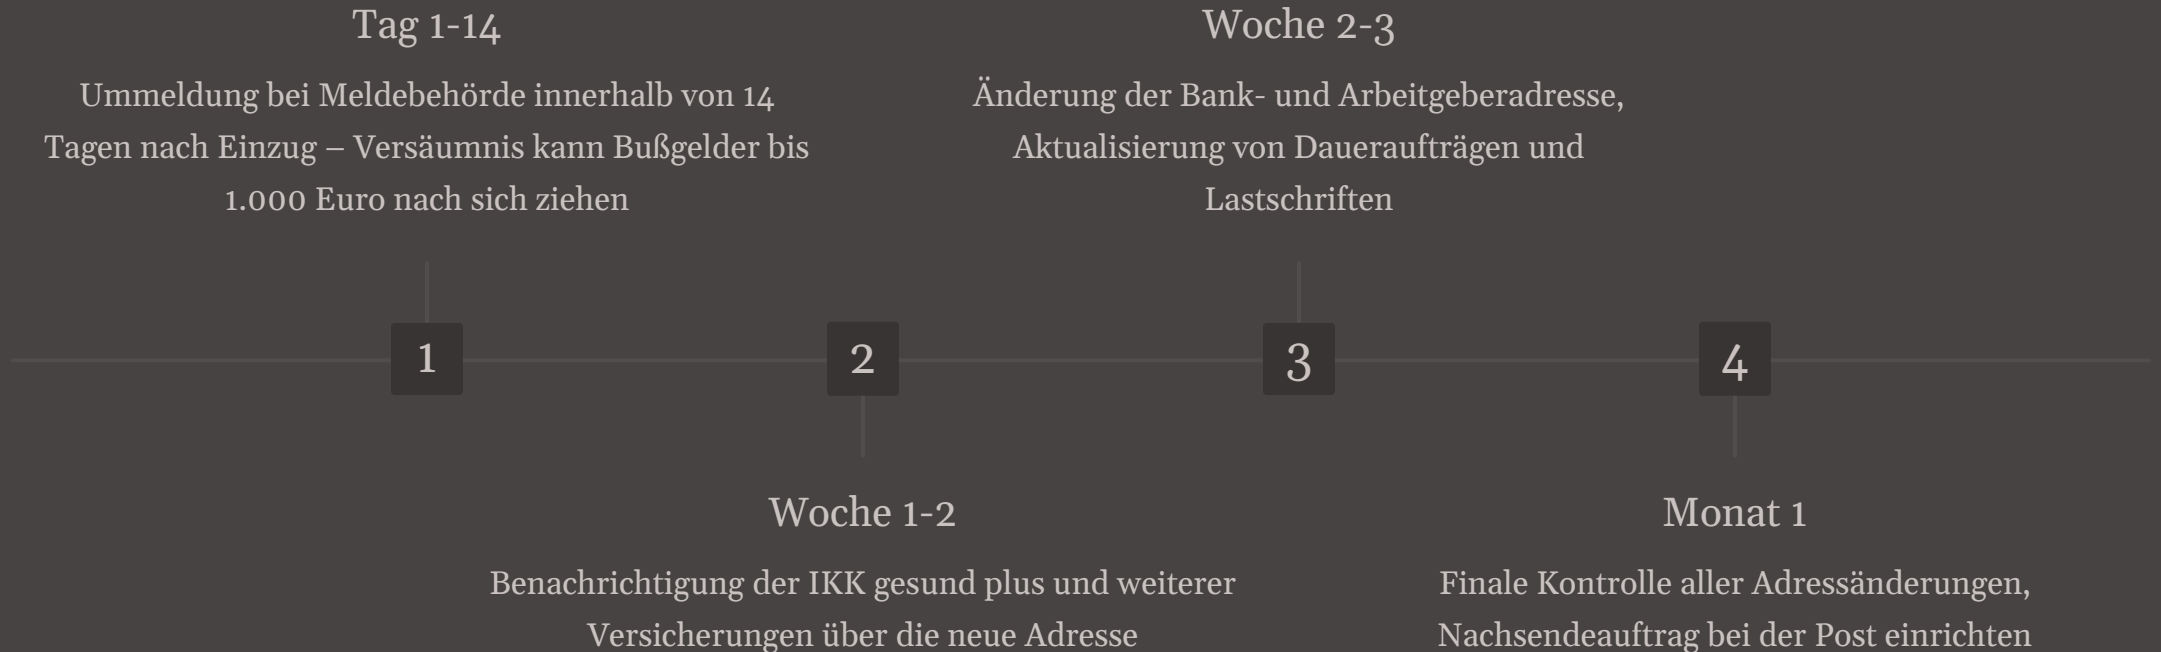 Tag 1-14
Ummeldung bei Meldebehörde innerhalb von 14
Tagen nach Einzug – Versäumnis kann Bußgelder bis
1.000 Euro nach sich ziehen
Woche 2-3
Änderung der Bank- und Arbeitgeberadresse,
Aktualisierung von Daueraufträgen und
Lastschriften
1
2
3
4
Woche 1-2
Benachrichtigung der IKK gesund plus und weiterer
Versicherungen über die neue Adresse
Monat 1
Finale Kontrolle aller Adressänderungen,
Nachsendeauftrag bei der Post einrichten